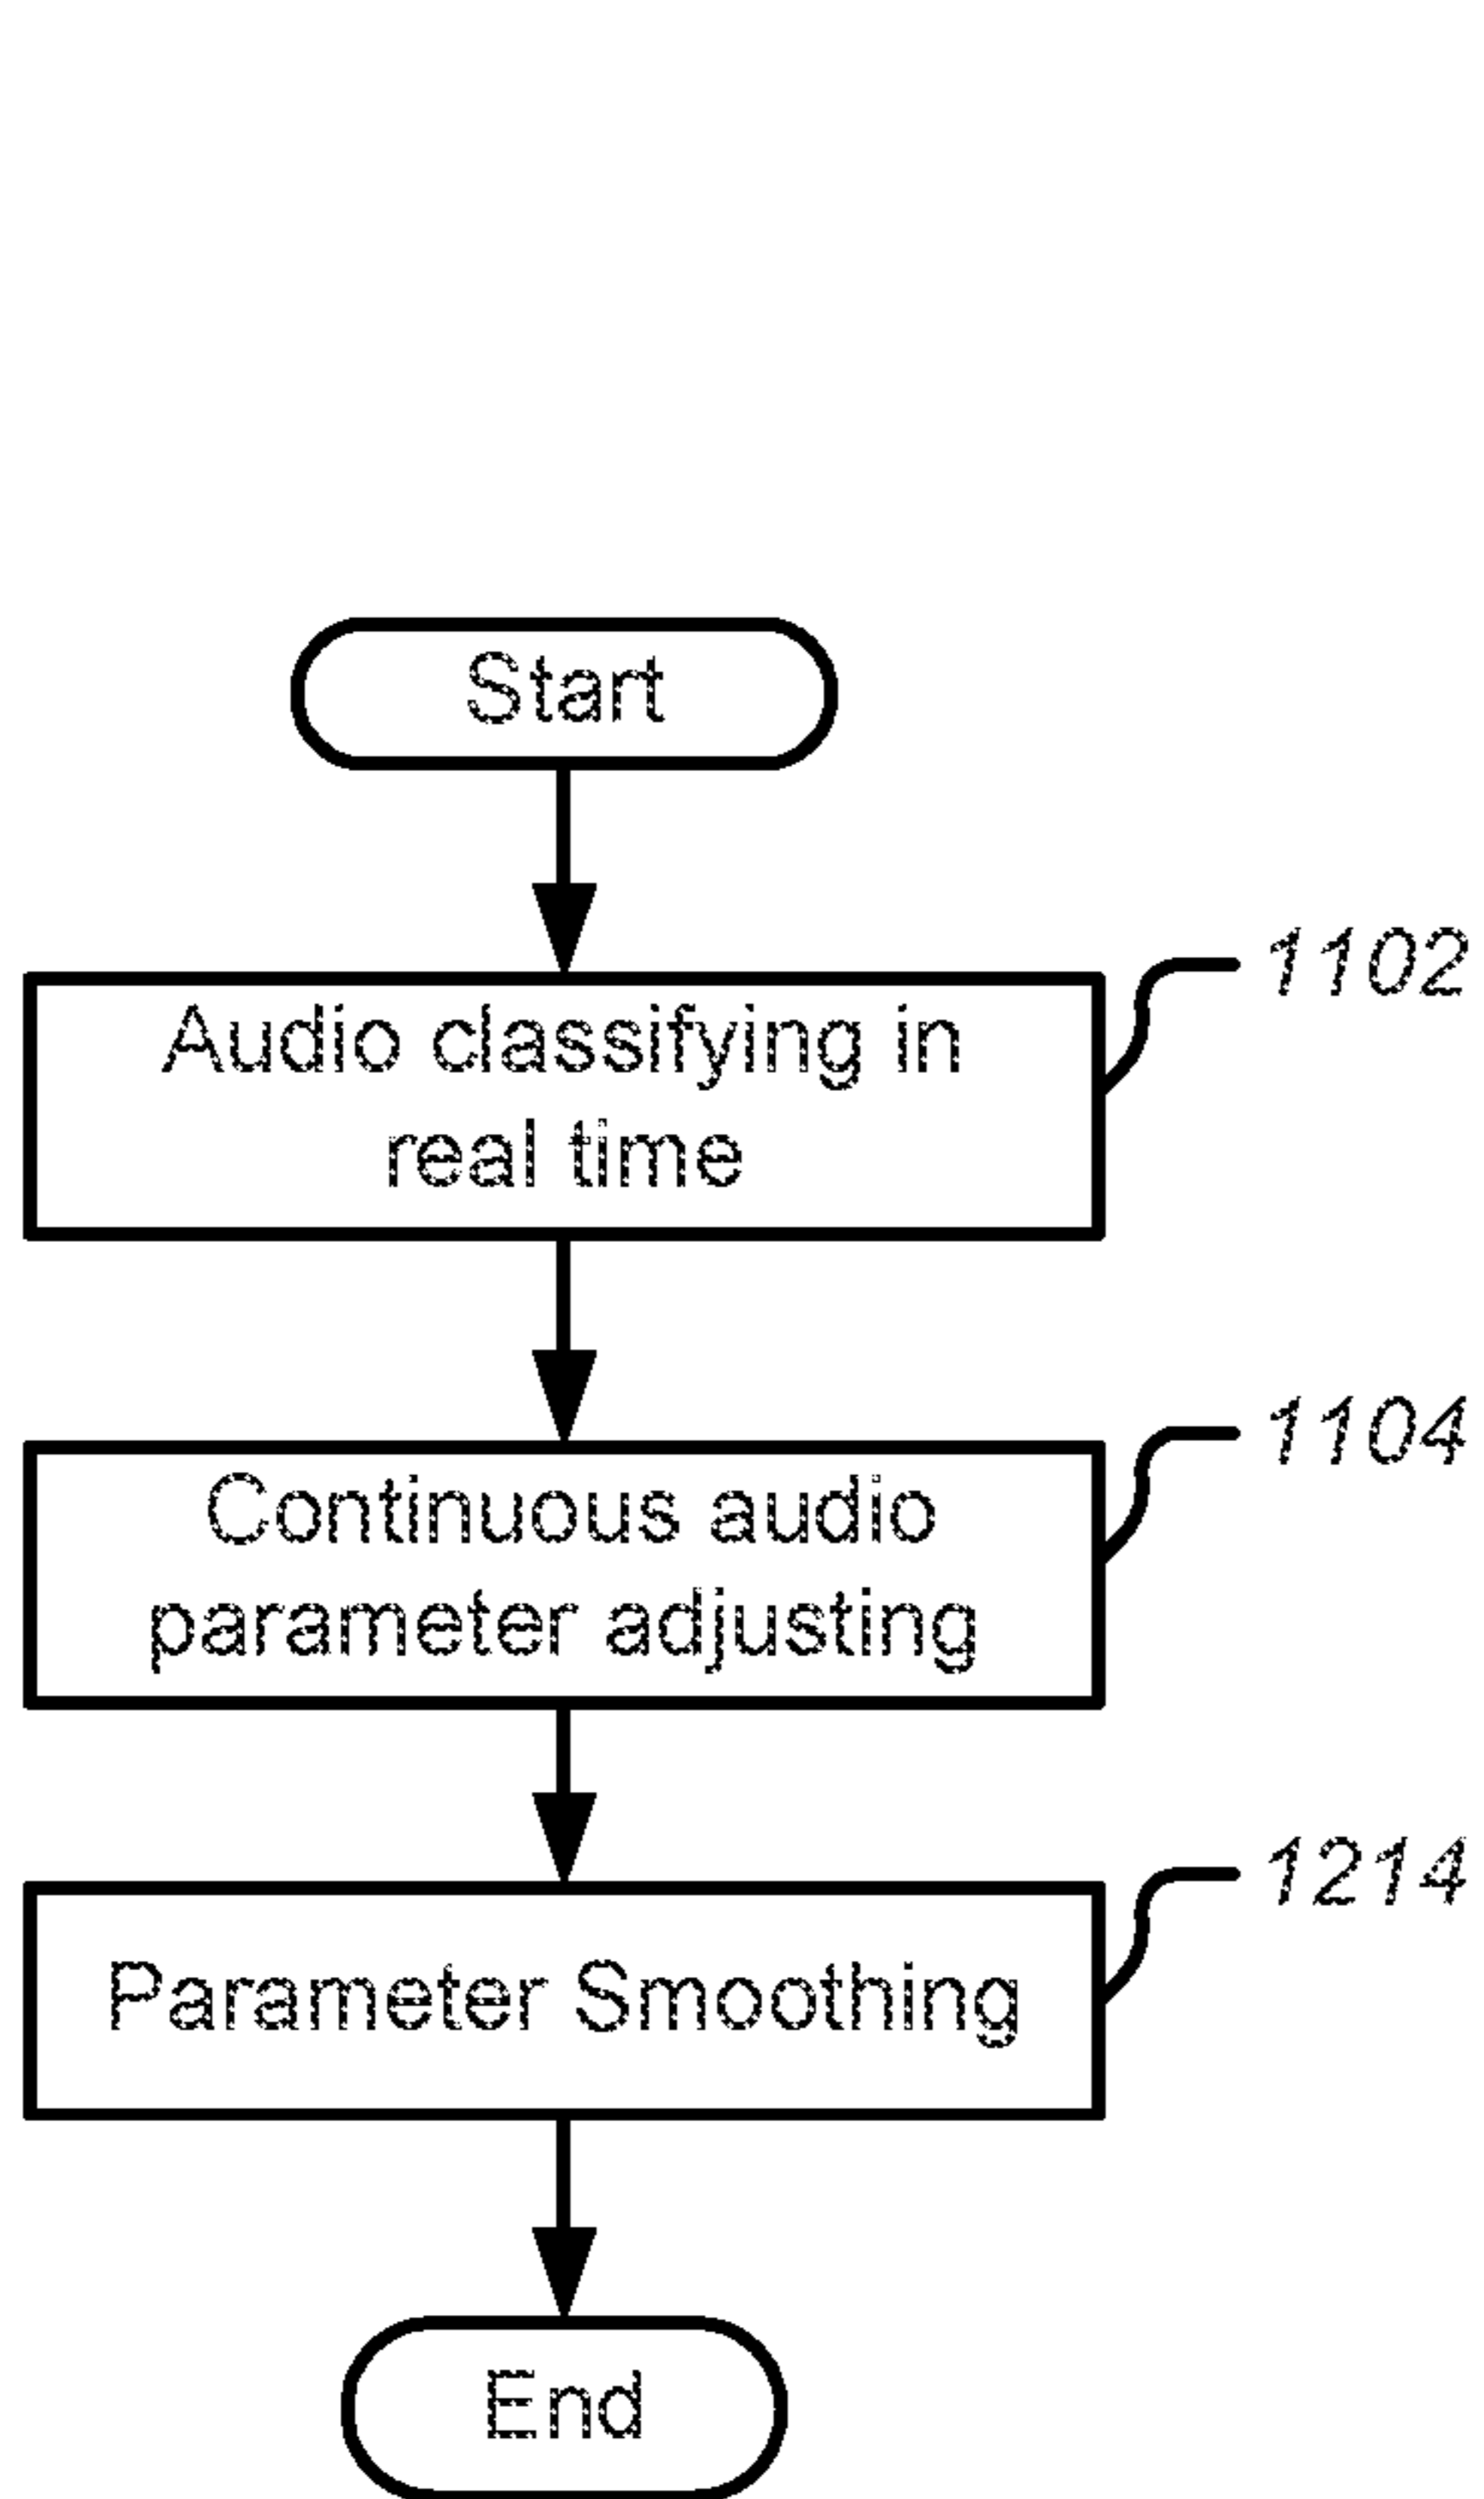 Start
1102
Audio classifying in
real time
1104
Continuous audio
parameter adjusting
1214
Parameter Smoothing
End